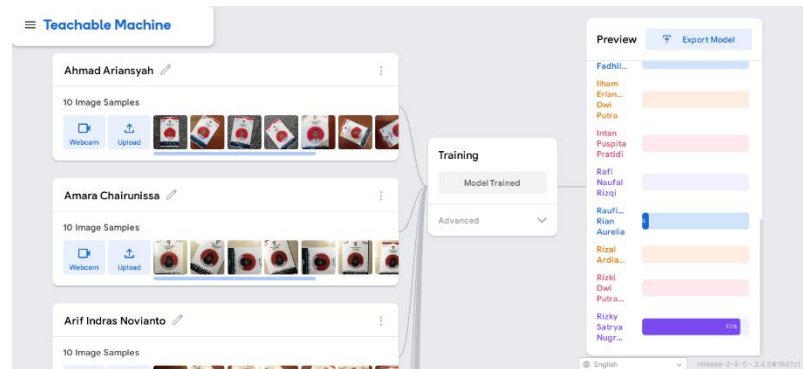 Teachable Machine
Ahmad Ariansyah
10 Image Samples
Webcam
Upload
Amara Chairunissa
10 Image Samples
Webcam
Upload
Arif Indras Novianto
10 Image Samples
Training
Model Trained
Advanced
Preview
Export Model
Fadhil...
Ilham
Erlan...
Dwi
Putra
Intan
Puspita
Pratidi
Rafi
Naufal
Rizqi
Raufi...
Rian
Aurelia
Rizal
Ardia...
Rizki
Dwi
Putra...
Rizky
Satrya
Nugr...
92%
English